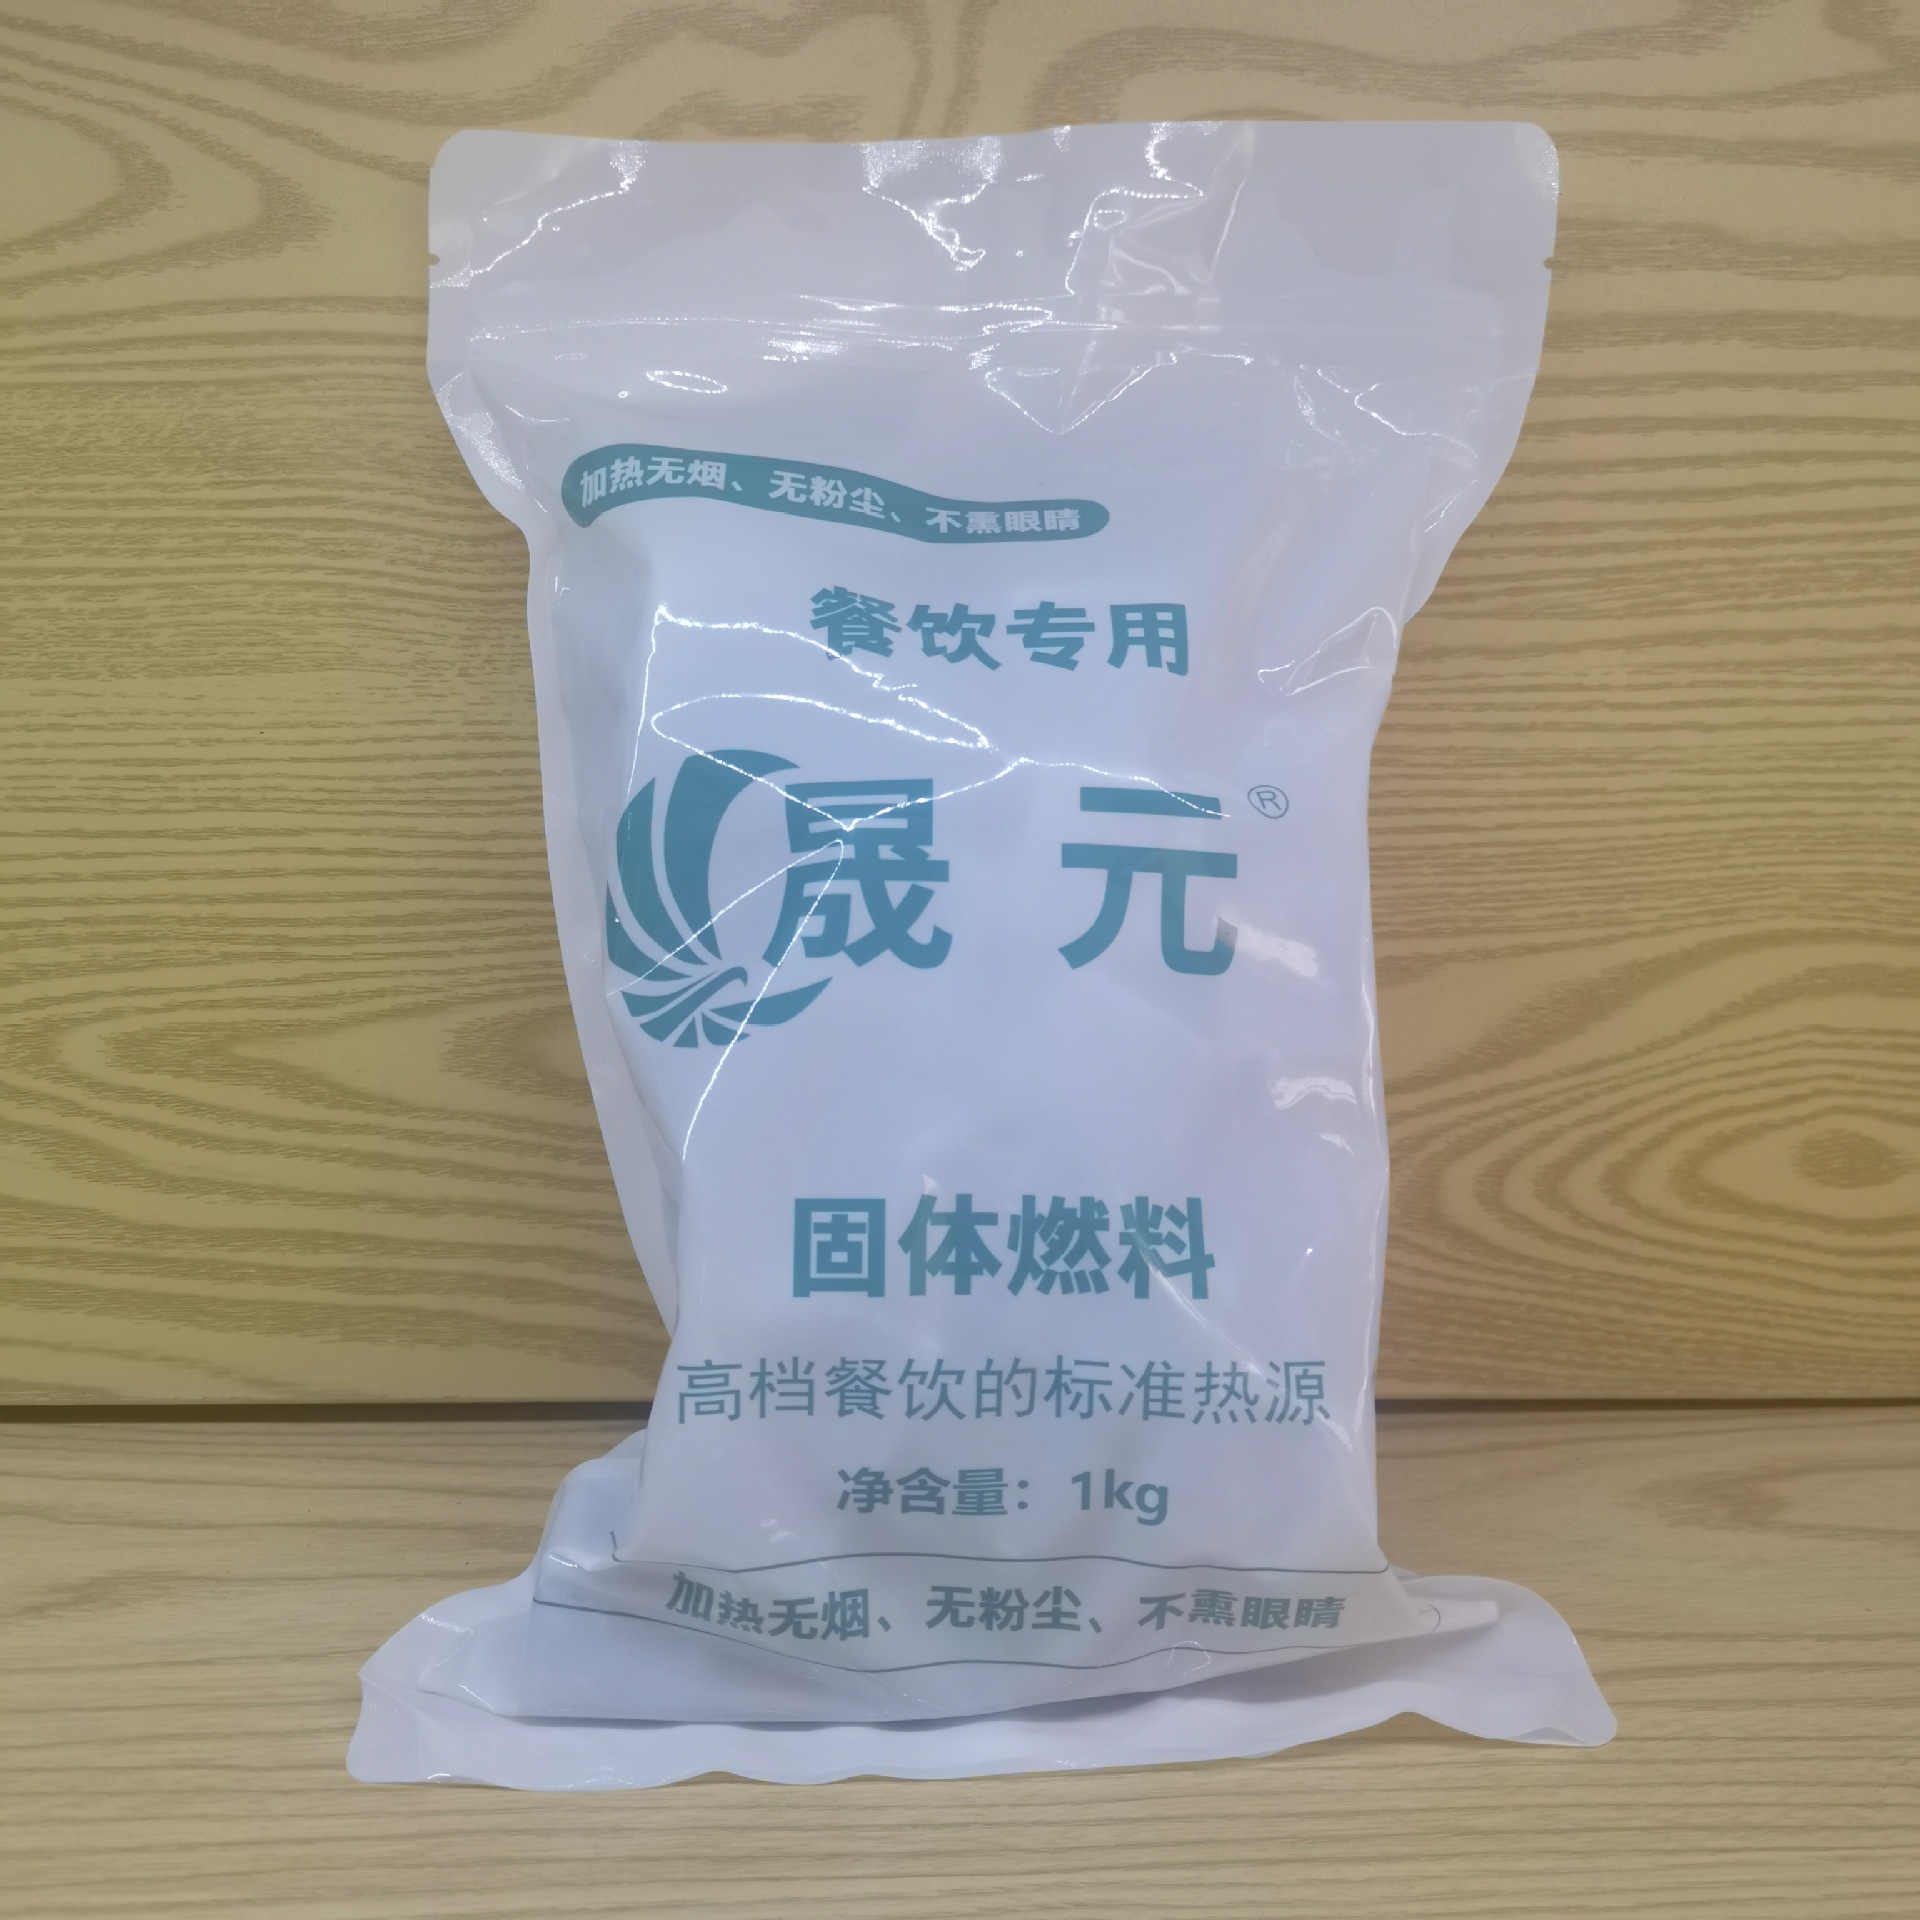 加热无烟、无粉尘、不熏眼睛
餐饮专用
晟元®
固体燃料
高档餐饮的标准热源
净含量：1kg
加热无烟、无粉尘、不熏眼睛